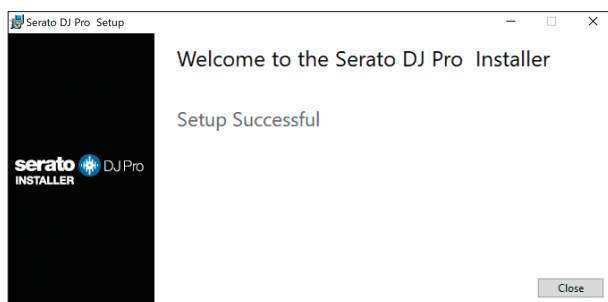 Serato DJ Pro Setup
Welcome to the Serato DJ Pro Installer
Setup Successful
serato DJ Pro
INSTALLER
Close